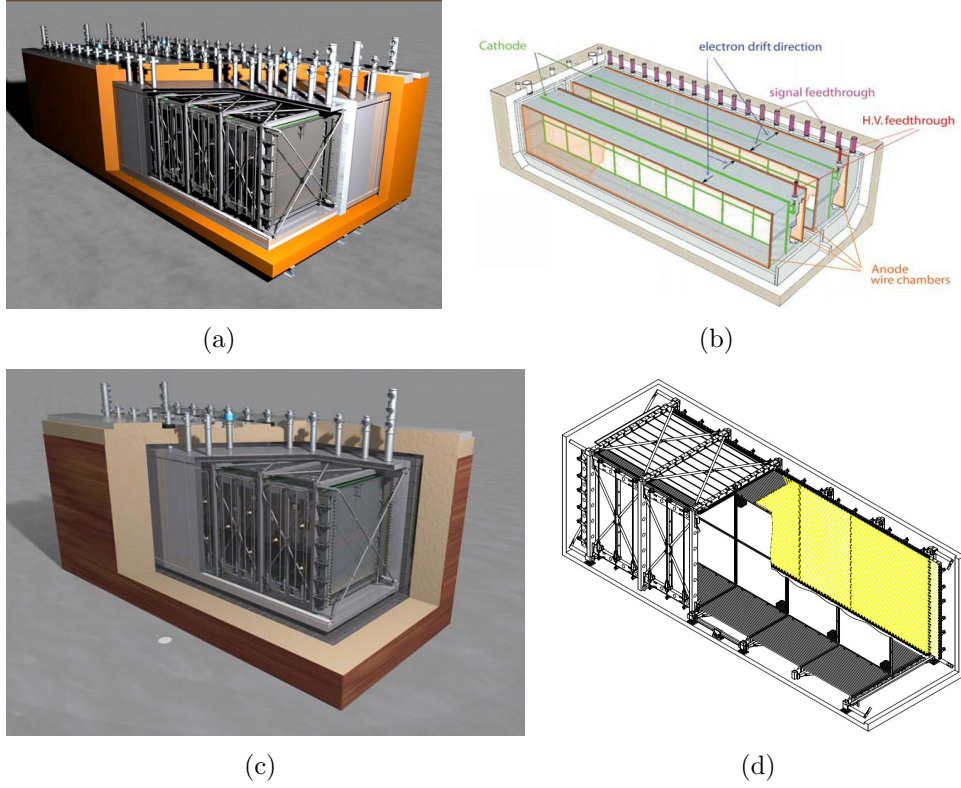 Cathode
electron drift direction
signal feedthrough
H.V. feedthrough
Anode
wire chambers
(a)
(b)
(c)
(d)